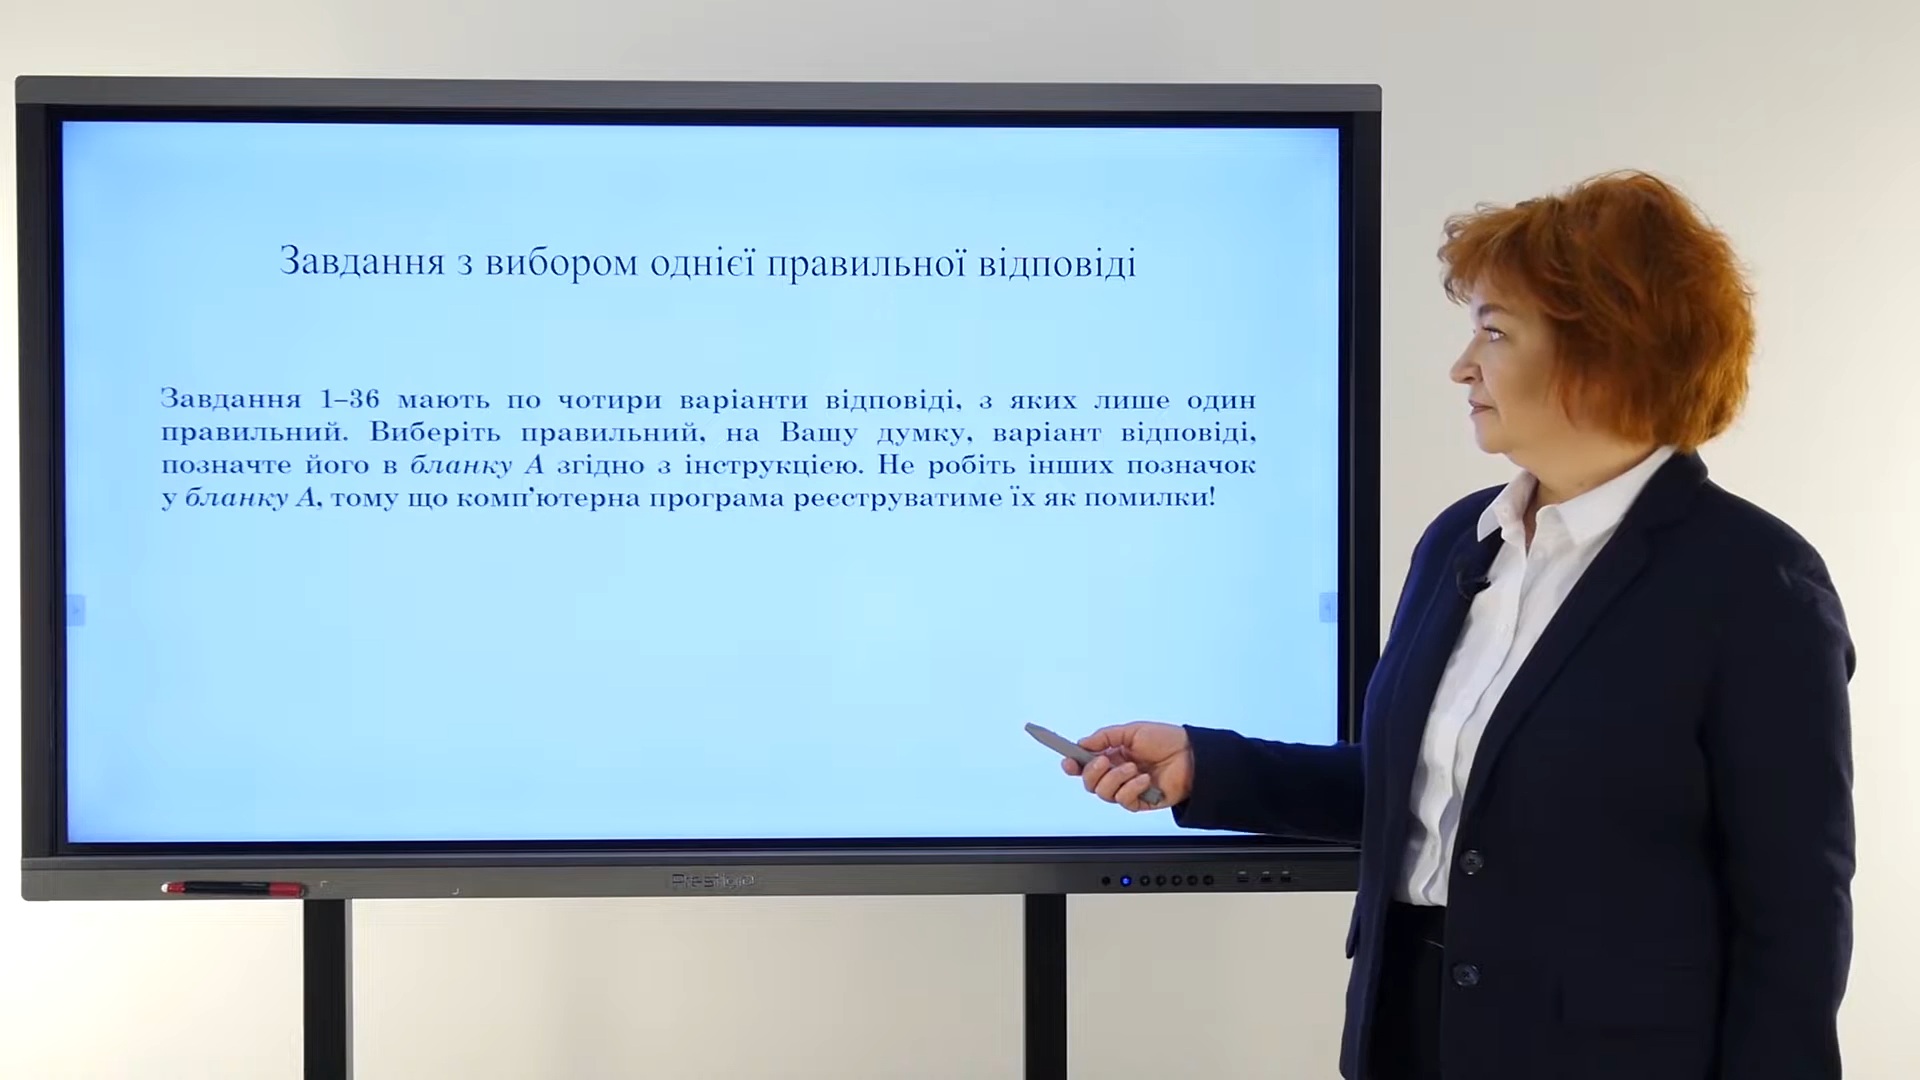 Завдання з вибором однієї правильної відповіді
Завдання 1–36 мають по чотири варіанти відповіді, з яких лише один
правильний. Виберіть правильний, на Вашу думку, варіант відповіді,
позначте його в бланку А згідно з інструкцією. Не робіть інших позначок
у бланку А, тому що комп'ютерна програма реєструватиме їх як помилки!
Prestigio